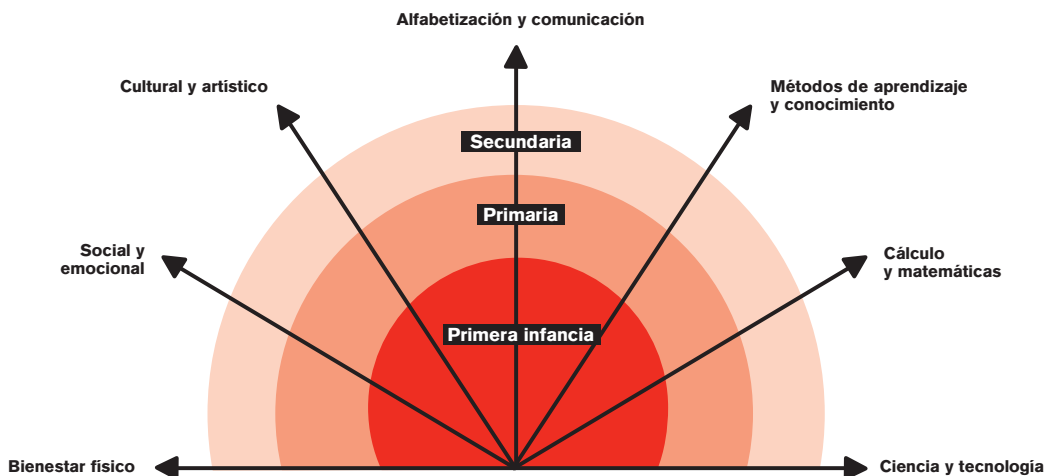 Alfabetización y comunicación
Cultural y artístico
Métodos de aprendizaje
y conocimiento
Secundaria
Primaria
Social y
emocional
Cálculo
y matemáticas
Primera infancia
Bienestar físico
Ciencia y tecnología